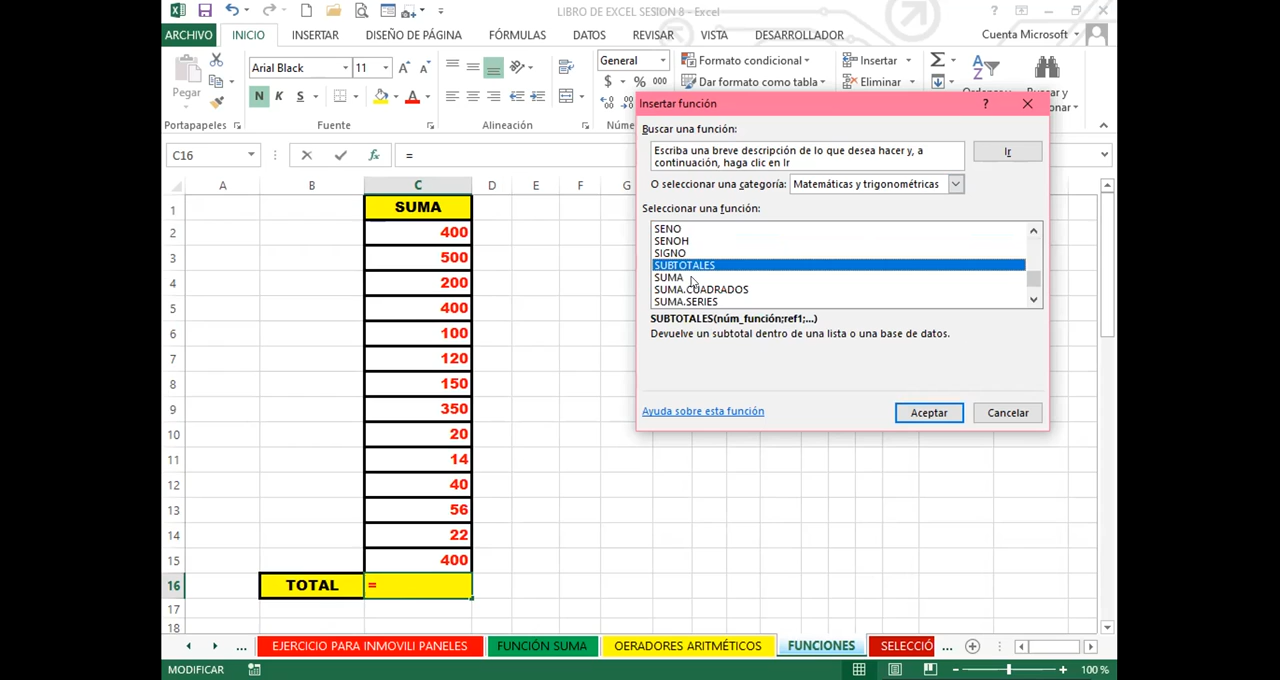 LIBRO DE EXCEL SESION 8 - Excel
?
ARCHIVO INICIO INSERTAR DISEÑO DE PÁGINA FÓRMULAS DATOS REVISAR VISTA DESARROLLADOR Cuenta Microsoft
Pegar
Arial Black 11
N K S
General
$ % 000
Formato condicional
Dar formato como tabla
Insertar
Eliminar
Buscar y
Portapapeles Fuente Alineación
C16 fx =
Insertar función ?
Buscar una función:
Escriba una breve descripción de lo que desea hacer y, a
continuación, haga clic en Ir
Ir
O seleccionar una categoría: Matemáticas y trigonométricas
Seleccionar una función:
SENO
SENOH
SIGNO
SUBTOTALES
SUMA
SUMA.CUADRADOS
SUMA.SERIES
SUBTOTALES(núm_función;ref1;...)
Devuelve un subtotal dentro de una lista o una base de datos.
Ayuda sobre esta función Aceptar Cancelar
A B C D E F G
1 SUMA
2 400
3 500
4 200
5 400
6 100
7 120
8 150
9 350
10 20
11 14
12 40
13 56
14 22
15 400
16 TOTAL =
17
18
... EJERCICIO PARA INMOVILI PANELES FUNCIÓN SUMA OERADORES ARITMÉTICOS FUNCIONES SELECCIÓ ...
MODIFICAR 100 %